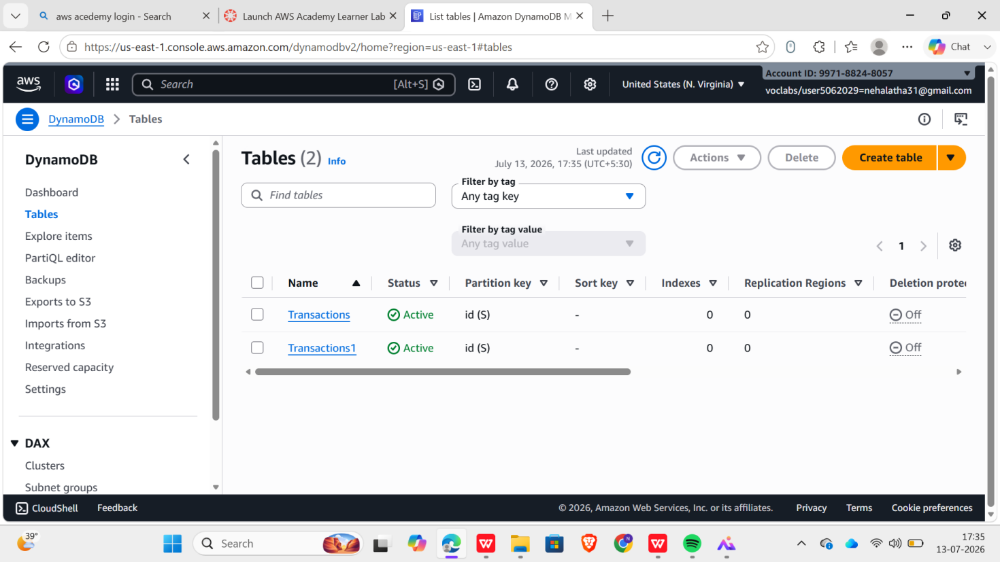 aws acedemy login - Search
Launch AWS Academy Learner Lab
List tables | Amazon DynamoDB M
https://us-east-1.console.aws.amazon.com/dynamodbv2/home?region=us-east-1#tables
Chat
aws
Search
[Alt+S]
United States (N. Virginia)
Account ID: 9971-8824-8057
voclabs/user5062029=nehalatha31@gmail.com
DynamoDB
Tables
DynamoDB
Dashboard
Tables
Explore items
PartiQL editor
Backups
Exports to S3
Imports from S3
Integrations
Reserved capacity
Settings
DAX
Clusters
Subnet groups
Tables (2) Info
Last updated
July 13, 2026, 17:35 (UTC+5:30)
Actions
Delete
Create table
Find tables
Filter by tag
Any tag key
Filter by tag value
Any tag value
1
Name Status Partition key Sort key Indexes Replication Regions Deletion protec
Transactions Active id (S) - 0 0 Off
Transactions1 Active id (S) - 0 0 Off
CloudShell Feedback
© 2026, Amazon Web Services, Inc. or its affiliates. Privacy Terms Cookie preferences
39°
Search
N
17:35
13-07-2026